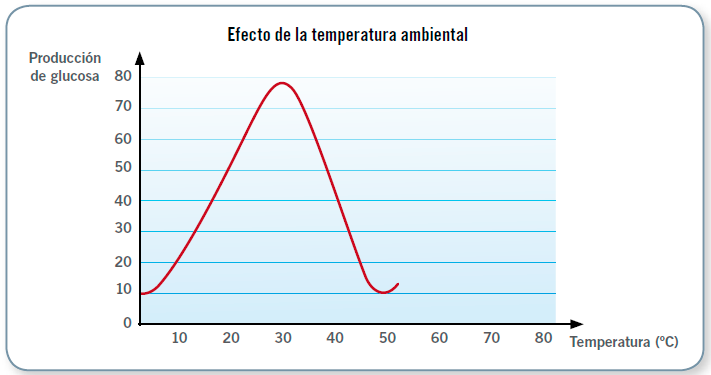 Efecto de la temperatura ambiental
Producción
de glucosa
80
70
60
50
40
30
20
10
0
10 20 30 40 50 60 70 80
Temperatura (ºC)